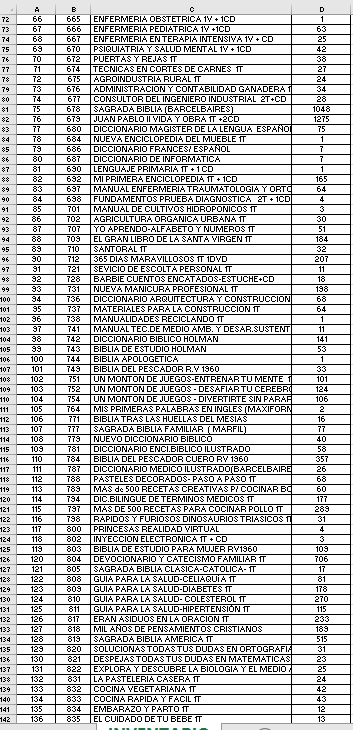 A B C D
72 66 665 ENFERMERIA OBSTETRICA 1V + 1CD 1
73 67 666 ENFERMERIA PEDIATRICA 1V +1CD 63
74 68 667 ENFERMERIA EN TERAPIA INTENSIVA 1V + CD 25
75 69 670 PSIQUIATRIA Y SALUD MENTAL 1V + 1CD 42
76 70 672 PUERTAS Y REJAS 1T 38
77 71 674 TECNICAS EN CORTES DE CARNES 1T 27
78 72 675 AGROINDUSTRIA RURAL 1T 24
79 73 676 ADMINISTRACION Y CONTABILIDAD GANADERA 1 34
80 74 677 CONSULTOR DEL INGENIERO INDUSTRIAL 2T+CD 28
81 75 678 SAGRADA BIBLIA (BARCELBAIRES) 1048
82 76 679 JUAN PABLO II VIDA Y OBRA 1T +2CD 1275
83 77 680 DICCIONARIO MAGISTER DE LA LENGUA ESPAÑO 75
84 78 684 NUEVA ENCICLOPEDIA DEL MUEBLE 1T 1
85 79 686 DICCIONARIO FRANCES/ ESPAÑOL 7
86 80 687 DICCIONARIO DE INFORMATICA 7
87 81 690 LENGUAJE PRIMARIA 1T + 1 CD 1
88 82 692 MI PRIMERA ENCICLOPEDIA 1T + 1CD 165
89 83 697 MANUAL ENFERMERIA TRAUMATOLOGIA Y ORTO 64
90 84 698 FUNDAMENTOS PRUEBA DIAGNOSTICA 2T + 1CD 4
91 85 701 MANUAL DE CULTIVOS HIDROPONICOS 1T 3
92 86 702 AGRICULTURA ORGANICA URBANA 1T 30
93 87 707 YO APRENDO-ALFABETO Y NUMEROS 1T 51
94 88 709 EL GRAN LIBRO DE LA SANTA VIRGEN 1T 184
95 89 710 SANTORAL 1T 32
96 90 712 365 DIAS MARAVILLOSOS 1T 1DVD 207
97 91 721 SEVICIO DE ESCOLTA PERSONAL 1T 11
98 92 728 BARBIE CUENTOS ENCATADOS-ESTUCHE+CD 18
99 93 731 NUEVA MANICURA PROFESIONAL 1T 198
100 94 736 DICCIONARIO ARQUITECTURA Y CONSTRUCCION 68
101 95 737 MATERIALES PARA LA CONSTRUCCION 1T 64
102 96 738 MANUALIDADES RECICLANDO 1T 1
103 97 741 MANUAL TEC.DE MEDIO AMB. Y DESAR.SUSTENT 11
104 98 742 DICCIONARIO BIBLICO HOLMAN 141
105 99 743 BIBLIA DE ESTUDIO HOLMAN 53
106 100 744 BIBLIA APOLOGETICA 1
107 101 749 BIBLIA DEL PESCADOR R.V 1960 33
108 102 751 UN MONTON DE JUEGOS-ENTRENAR TU MENTE 1 101
109 103 752 UN MONTON DE JUEGOS - DESAFIAR TU CEREBR 124
110 104 754 UN MONTON DE JUEGOS - DIVERTIRTE SIN PARAR 106
111 105 764 MIS PRIMERAS PALABRAS EN INGLES (MAXIFORM 2
112 106 771 BIBLIA TRAS LAS HUELLAS DEL MESIAS 16
113 107 777 SAGRADA BIBLIA FAMILIAR ( MARFIL) 77
114 108 779 NUEVO DICCIONARIO BIBLICO 40
115 109 781 DICCIONARIO ENCI.BIBLICO ILUSTRADO 58
116 110 784 BIBLIA DEL PESCADOR CUERO RV 1960 357
117 111 787 DICCIONARIO MEDICO ILUSTRADO(BARCELBAIRE 26
118 112 788 PASTELES DECORADOS- PASO A PASO 1T 68
119 113 789 MAS de 500 RECETAS CREATIVAS P/ COCINAR BO 60
120 114 790 DIC.BILINGUE DE TERMINOS MEDICOS 1T 177
121 115 797 MAS DE 500 RECETAS PARA COCINAR POLLO 1T 289
122 116 798 RAPIDOS Y FURIOSOS DINOSAURIOS TRIASICOS 1 31
123 117 800 PRINCESAS REALIDAD VIRTUAL 4
124 118 802 INYECCION ELECTRONICA 1T + CD 3
125 119 803 BIBLIA DE ESTUDIO PARA MUJER RV1960 109
126 120 804 DEVOCIONARIO Y CATECISMO FAMILIAR 1T 706
127 121 805 SAGRADA BIBLIA CLASICA-CATOLICA- 1T 17
128 122 808 GUIA PARA LA SALUD-CELIAQUÍA 1T 81
129 123 809 GUIA PARA LA SALUD-DIABETES 1T 178
130 124 810 GUIA PARA LA SALUD- COLESTEROL 1T 270
131 125 811 GUIA PARA LA SALUD-HIPERTENSIÓN 1T 115
132 126 817 ERAN ASIDUOS EN LA ORACION 1T 233
133 127 818 MIL AÑOS DE PENSAMIENTOS CRISTIANOS 189
134 128 819 SAGRADA BIBLIA AMERICA 1T 515
135 129 820 SOLUCIONAS TODAS TUS DUDAS EN ORTOGRAFIA 31
136 130 821 DESPEJAS TODAS TUS DUDAS EN MATEMATICAS 23
137 131 822 EXPLORA Y DESCUBRE LA BIOLOGIA Y EL MEDIO A 25
138 132 831 LA PASTELERIA CASERA 1T 24
139 133 832 COCINA VEGETARIANA 1T 42
140 134 833 COCINA RAPIDA Y FACIL 1T 43
141 135 834 EMBARAZO Y PARTO 1T 12
142 136 835 EL CUIDADO DE TU BEBE 1T 13
INVENTARIO